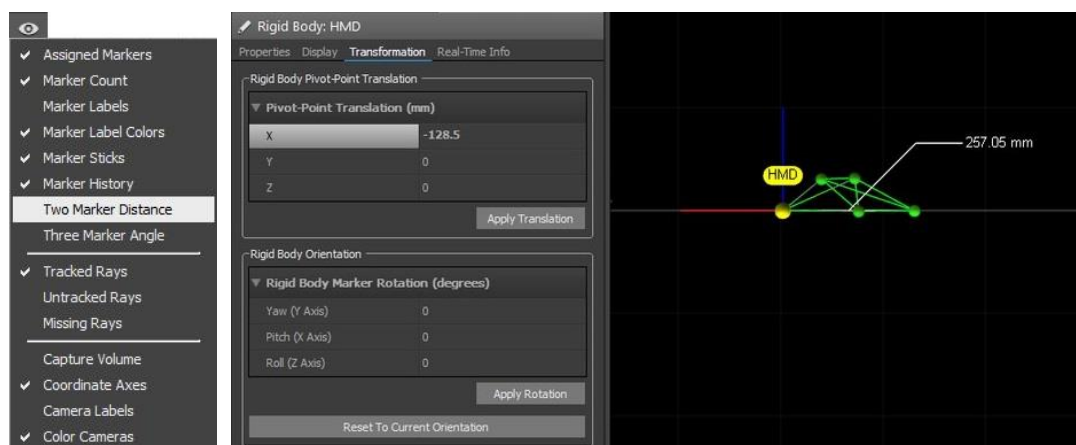 Assigned Markers
Marker Count
Marker Labels
Marker Label Colors
Marker Sticks
Marker History
Two Marker Distance
Three Marker Angle
Tracked Rays
Untracked Rays
Missing Rays
Capture Volume
Coordinate Axes
Camera Labels
Color Cameras
Rigid Body: HMD
Properties Display Transformation Real-Time Info
Rigid Body Pivot-Point Translation
Pivot-Point Translation (mm)
X -128.5
Y 0
Z 0
Apply Translation
Rigid Body Orientation
Rigid Body Marker Rotation (degrees)
Yaw (Y Axis) 0
Pitch (X Axis) 0
Roll (Z Axis) 0
Apply Rotation
Reset To Current Orientation
257.05 mm
HMD